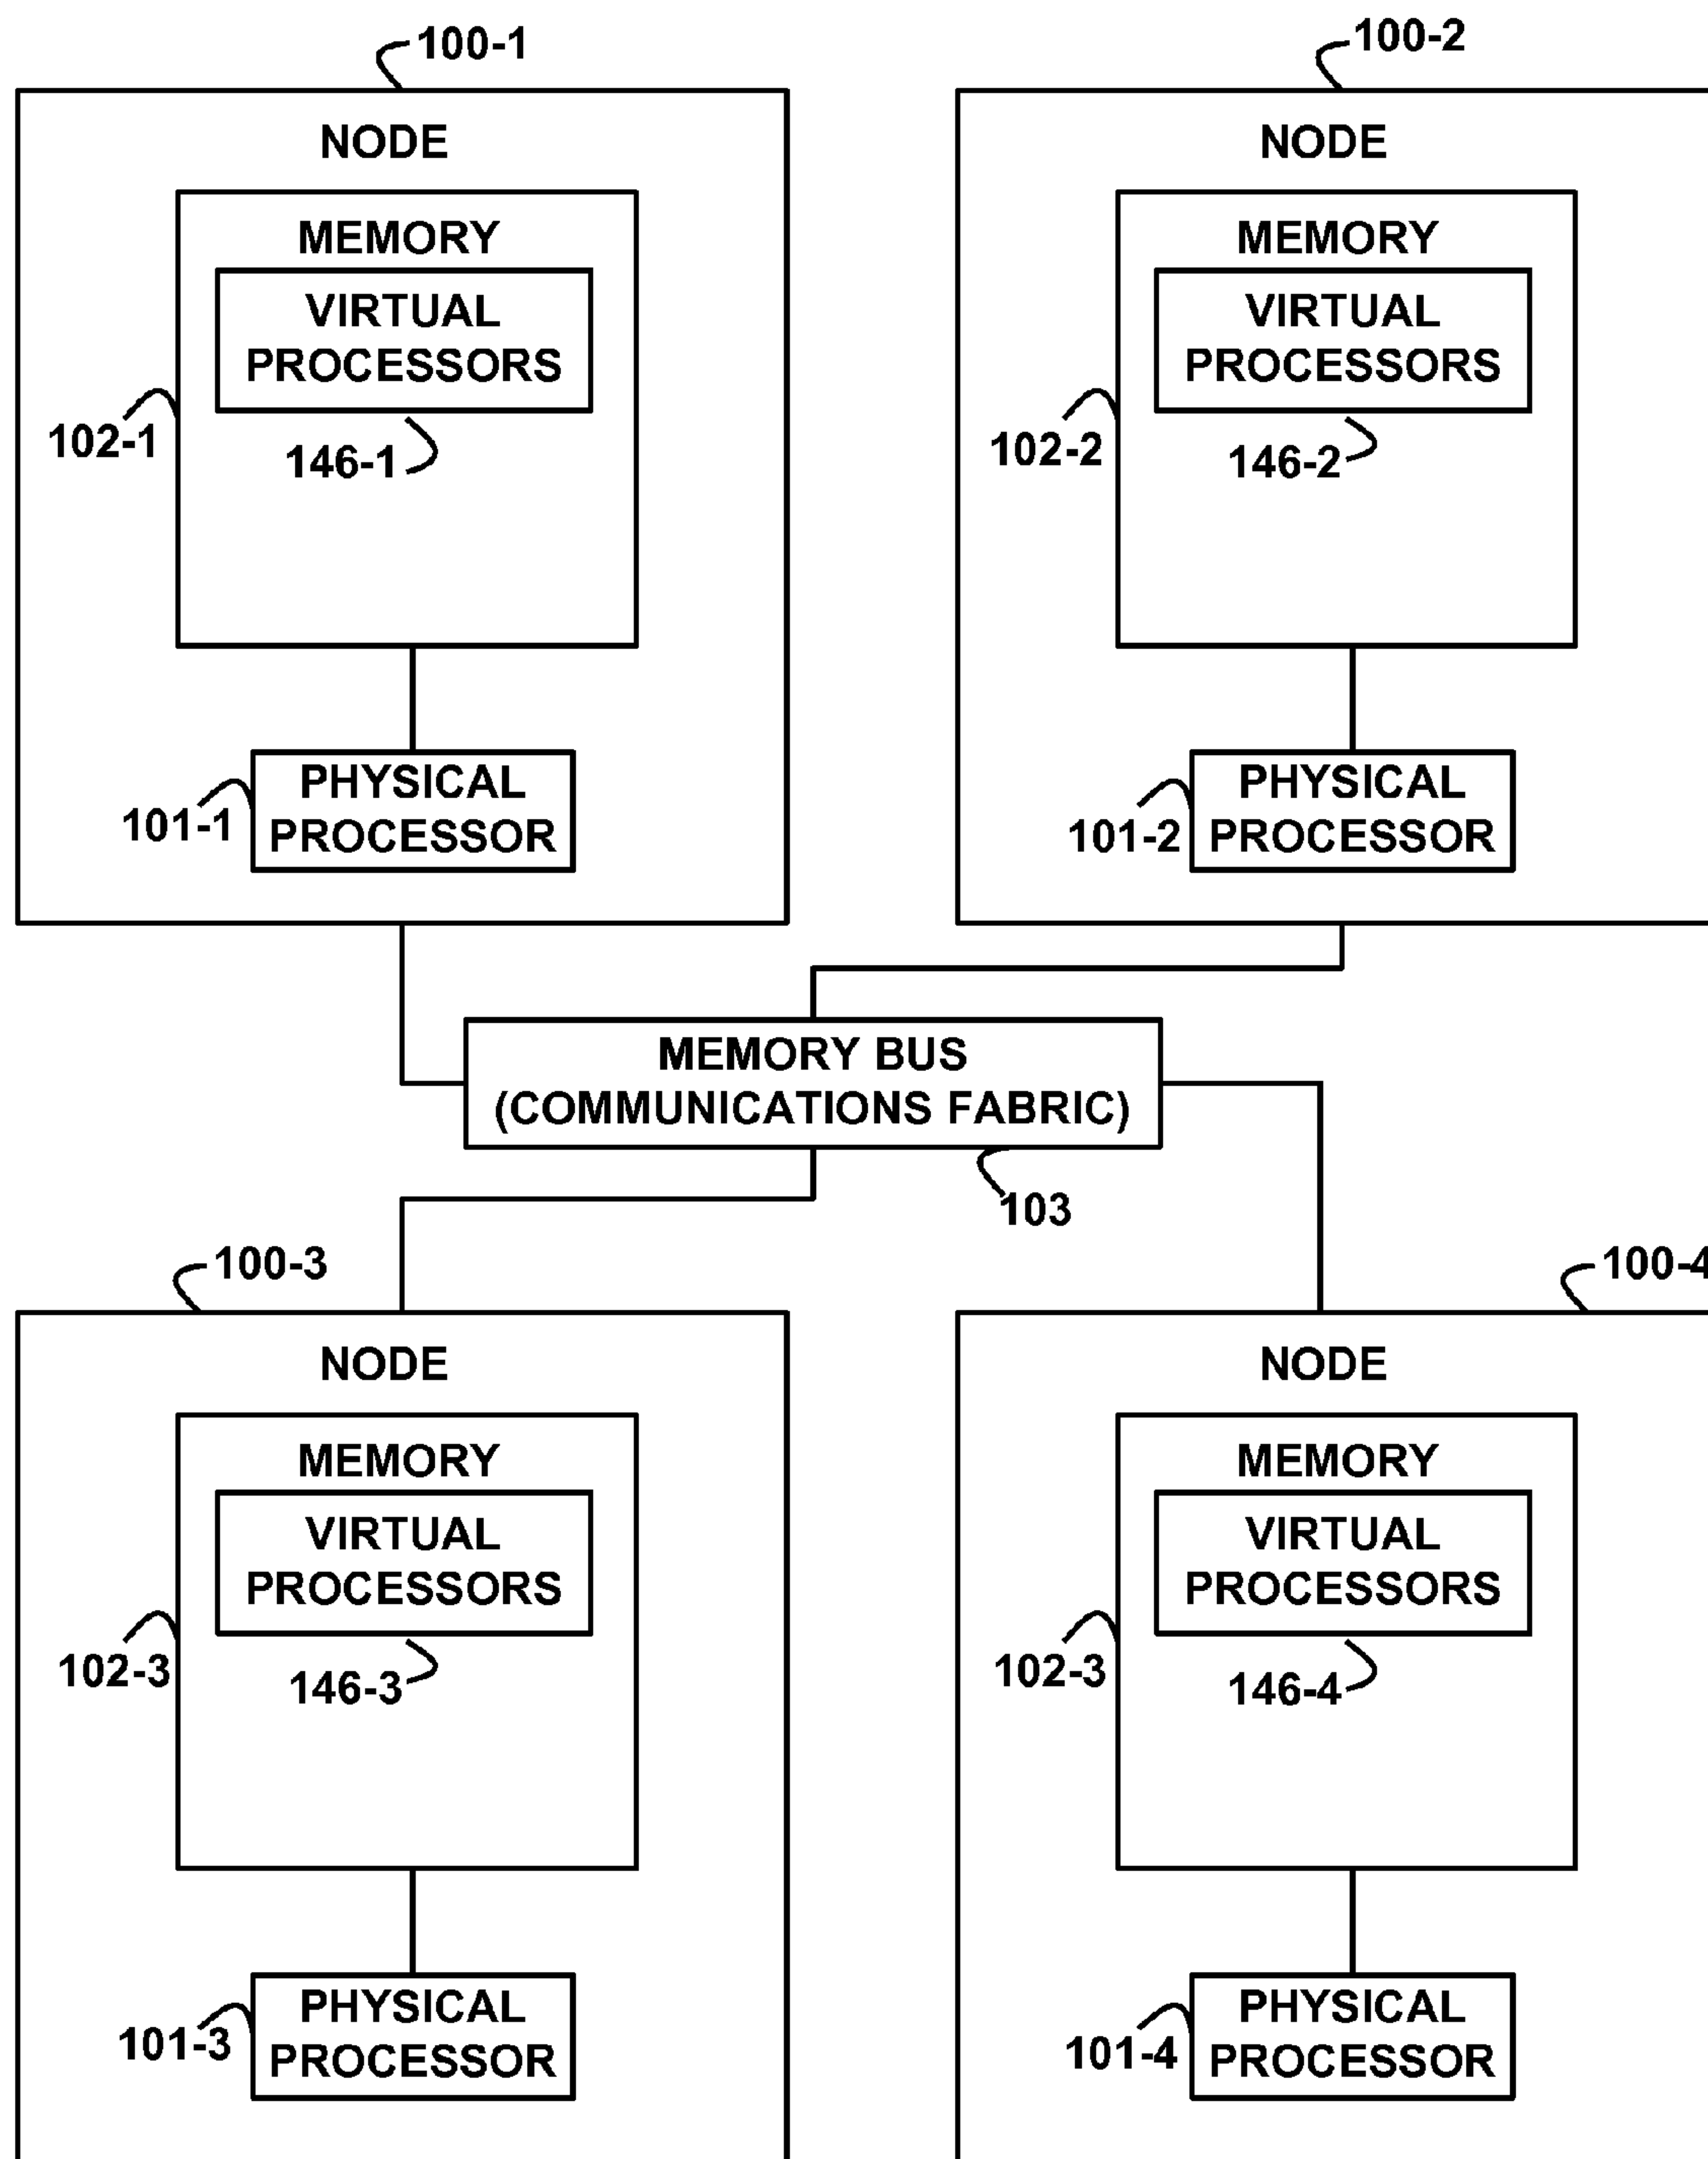 100-1
NODE
MEMORY
VIRTUAL
PROCESSORS
102-1
146-1
PHYSICAL
PROCESSOR
101-1
100-2
NODE
MEMORY
VIRTUAL
PROCESSORS
102-2
146-2
PHYSICAL
PROCESSOR
101-2
MEMORY BUS
(COMMUNICATIONS FABRIC)
103
100-3
NODE
MEMORY
VIRTUAL
PROCESSORS
102-3
146-3
PHYSICAL
PROCESSOR
101-3
100-4
NODE
MEMORY
VIRTUAL
PROCESSORS
102-3
146-4
PHYSICAL
PROCESSOR
101-4